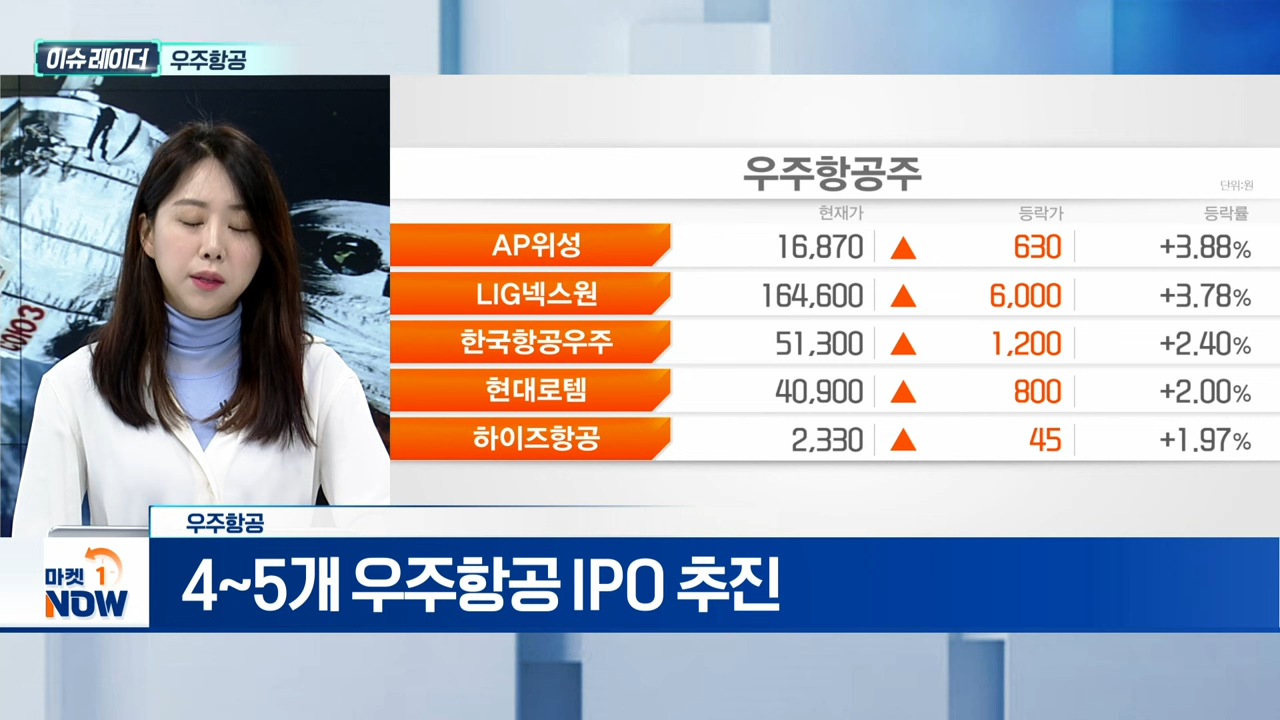 이슈 레이더 우주항공
우주항공주
단위:원
현재가 등락가 등락률
AP위성 16,870 ▲ 630 +3.88%
LIG넥스원 164,600 ▲ 6,000 +3.78%
한국항공우주 51,300 ▲ 1,200 +2.40%
현대로템 40,900 ▲ 800 +2.00%
하이즈항공 2,330 ▲ 45 +1.97%
우주항공
마켓 1
NOW
4~5개 우주항공 IPO 추진